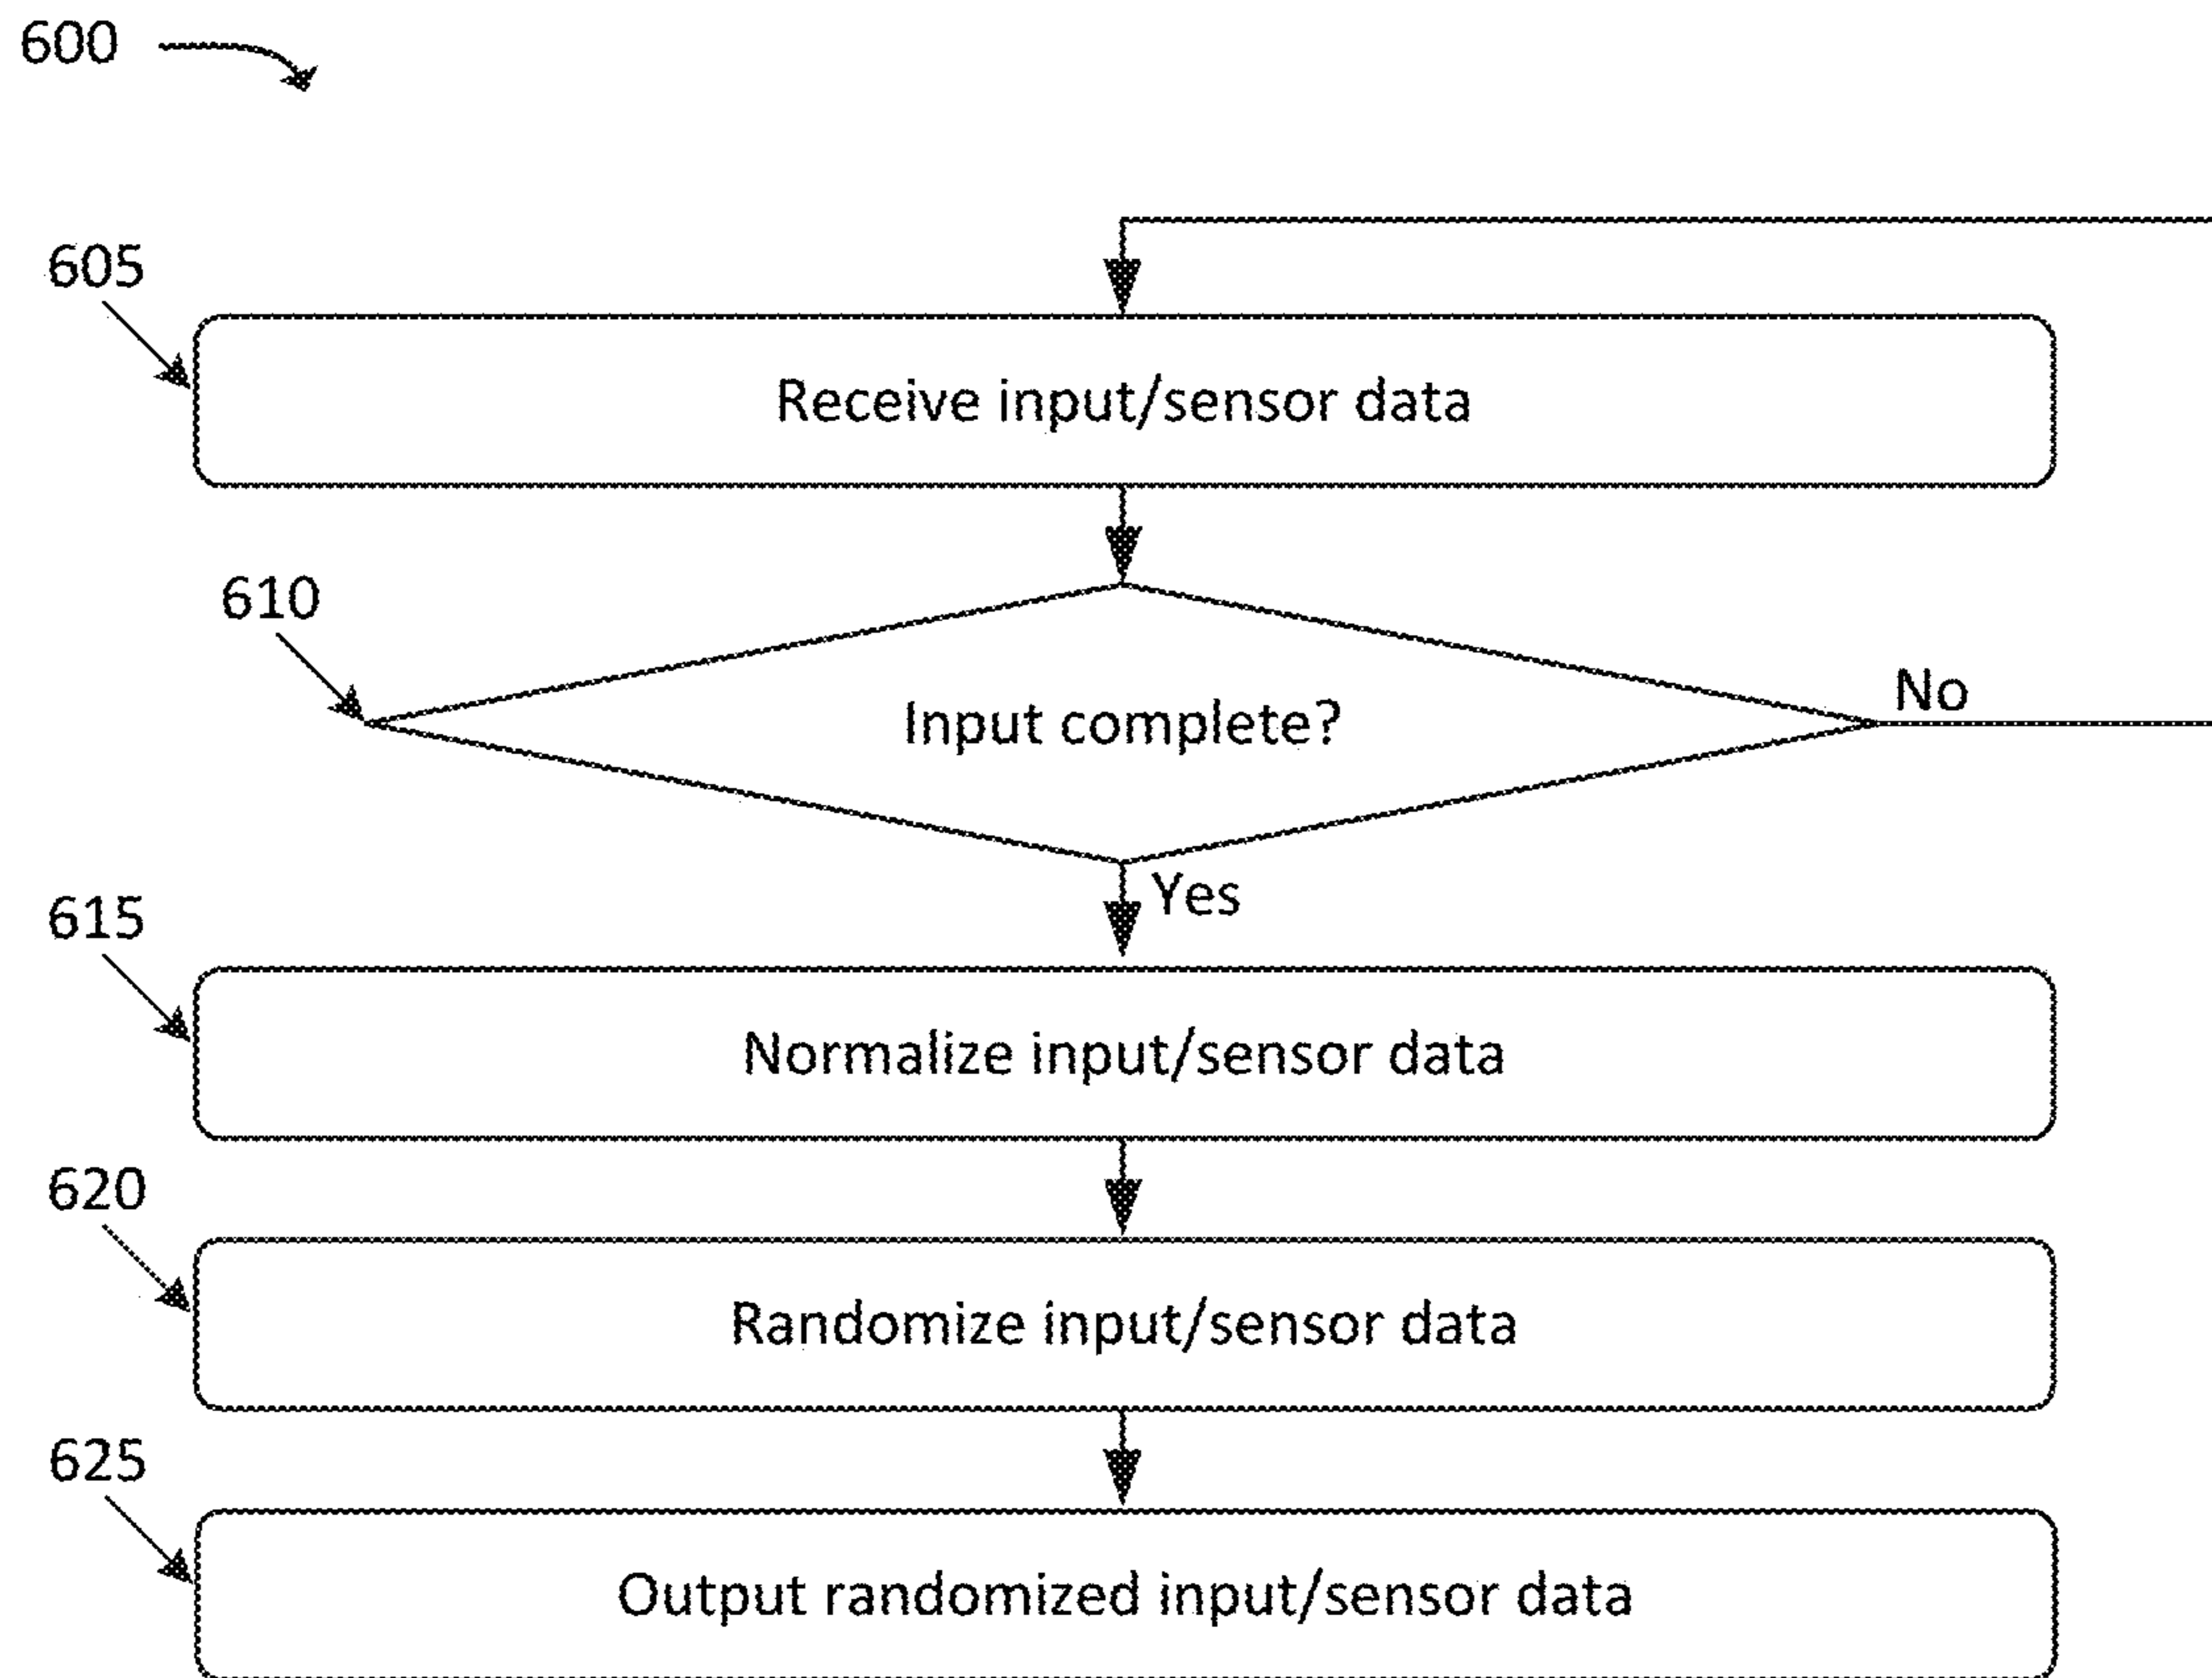 600
605
Receive input/sensor data
610
Input complete?
No
Yes
615
Normalize input/sensor data
620
Randomize input/sensor data
625
Output randomized input/sensor data